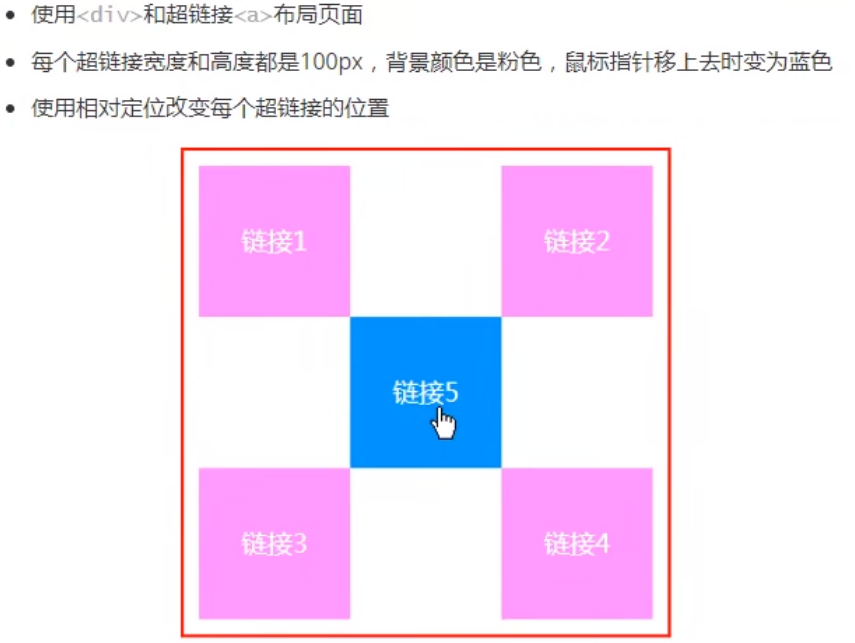 使用<div>和超链接<a>布局页面
每个超链接宽度和高度都是100px，背景颜色是粉色，鼠标指针移上去时变为蓝色
使用相对定位改变每个超链接的位置
链接1
链接2
链接5
链接3
链接4